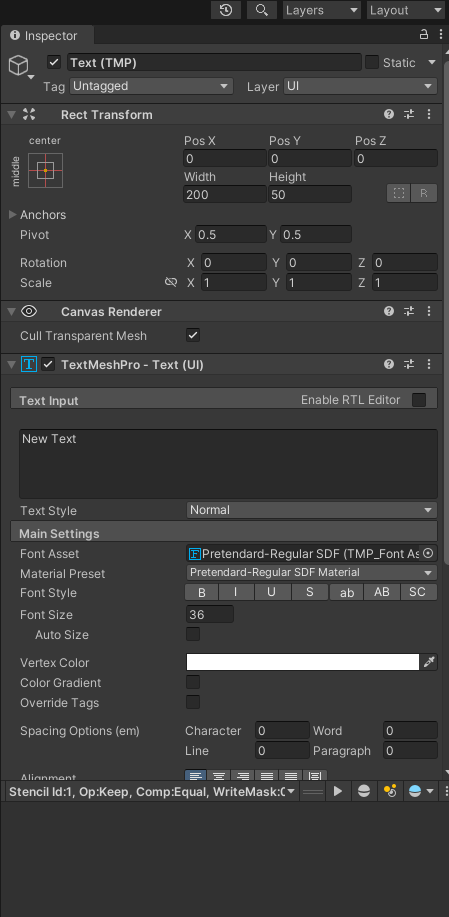 Layers Layout
Inspector
Text (TMP) Static
Tag Untagged Layer UI
Rect Transform
center
middle
Pos X Pos Y Pos Z
0 0 0
Width Height
200 50
R
Anchors
Pivot X 0.5 Y 0.5
Rotation X 0 Y 0 Z 0
Scale X 1 Y 1 Z 1
Canvas Renderer
Cull Transparent Mesh
TextMeshPro - Text (UI)
Text Input Enable RTL Editor
New Text
Text Style Normal
Main Settings
Font Asset Pretendard-Regular SDF (TMP_Font As
Material Preset Pretendard-Regular SDF Material
Font Style B I U S ab AB SC
Font Size 36
Auto Size
Vertex Color
Color Gradient
Override Tags
Spacing Options (em) Character 0 Word 0
Line 0 Paragraph 0
Alignment
Stencil Id:1, Op:Keep, Comp:Equal, WriteMask:0